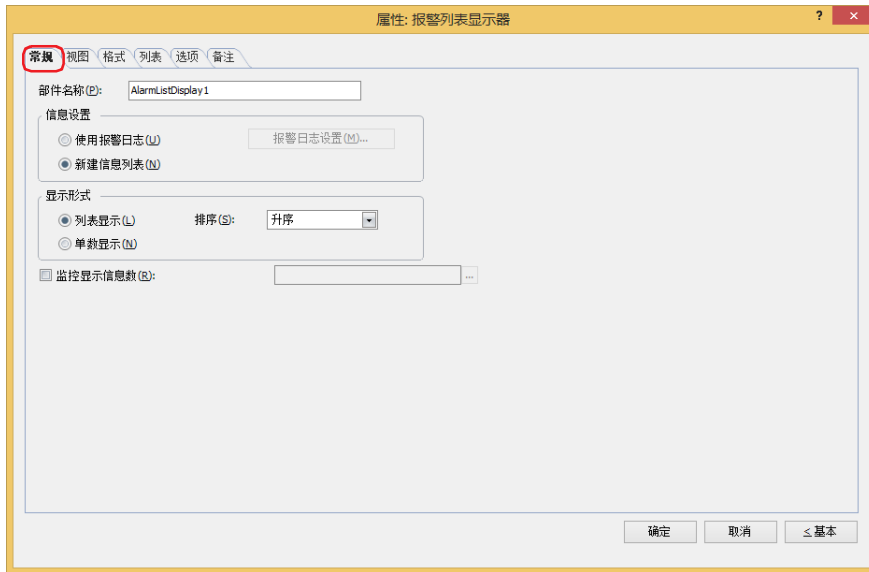 属性: 报警列表显示器 ? ×
常规 视图 格式 列表 选项 备注
部件名称(P): AlarmListDisplay1
信息设置
使用报警日志(U) 报警日志设置(M)...
新建信息列表(N)
显示形式
列表显示(L) 排序(S): 升序
单数显示(N)
监控显示信息数(R): ...
确定 取消 ≤基本